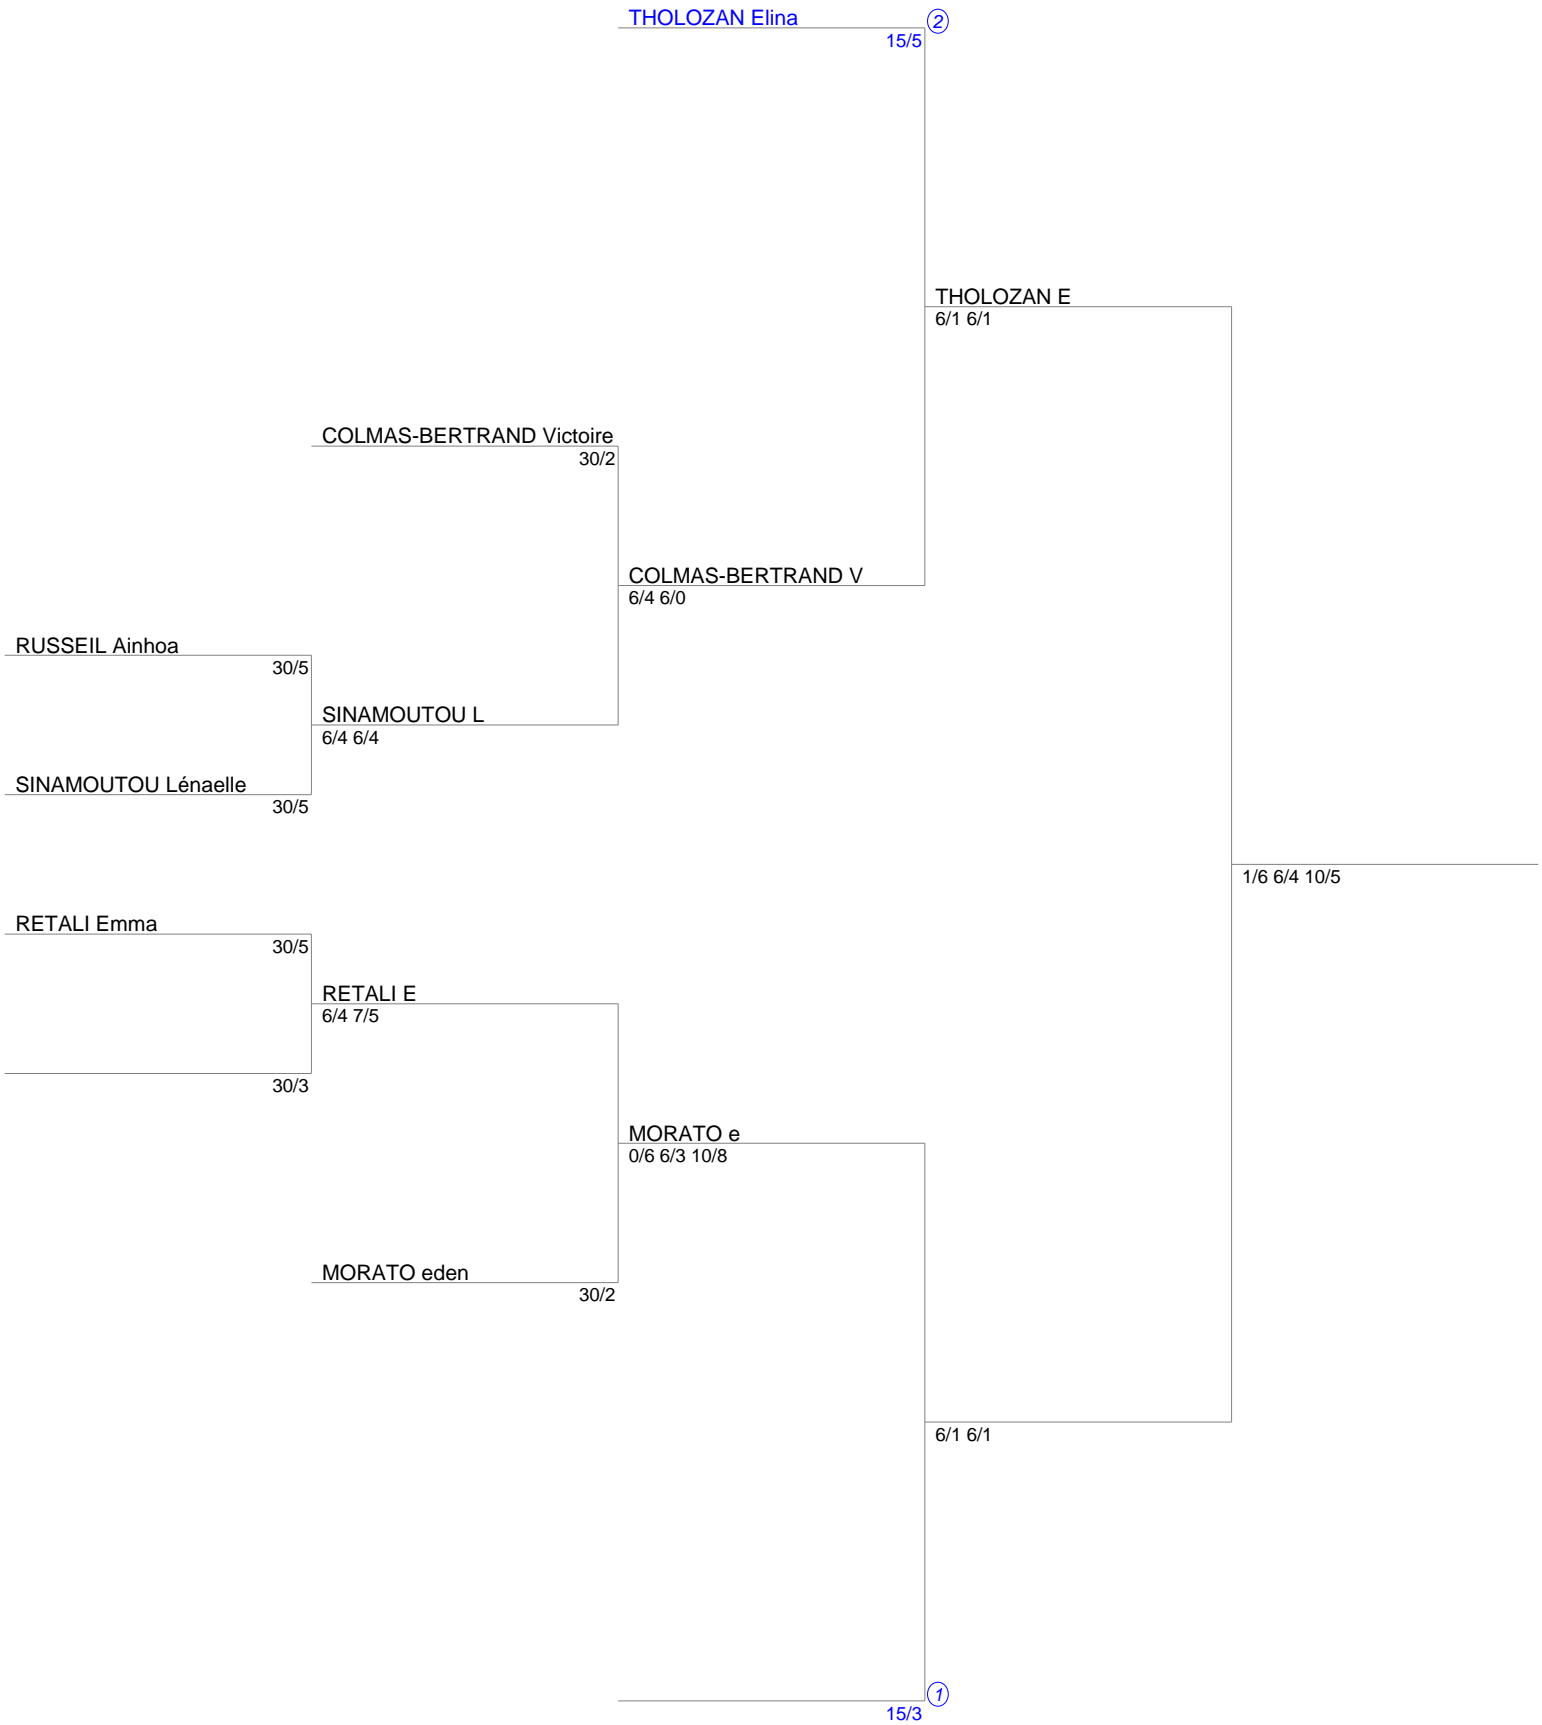 THOLOZAN Elina
2
15/5
THOLOZAN E
6/1 6/1
COLMAS-BERTRAND Victoire
30/2
COLMAS-BERTRAND V
6/4 6/0
RUSSEIL Ainhoa
30/5
SINAMOUTOU L
6/4 6/4
SINAMOUTOU Lénaelle
30/5
1/6 6/4 10/5
RETALI Emma
30/5
RETALI E
6/4 7/5
30/3
MORATO e
0/6 6/3 10/8
MORATO eden
30/2
6/1 6/1
1
15/3